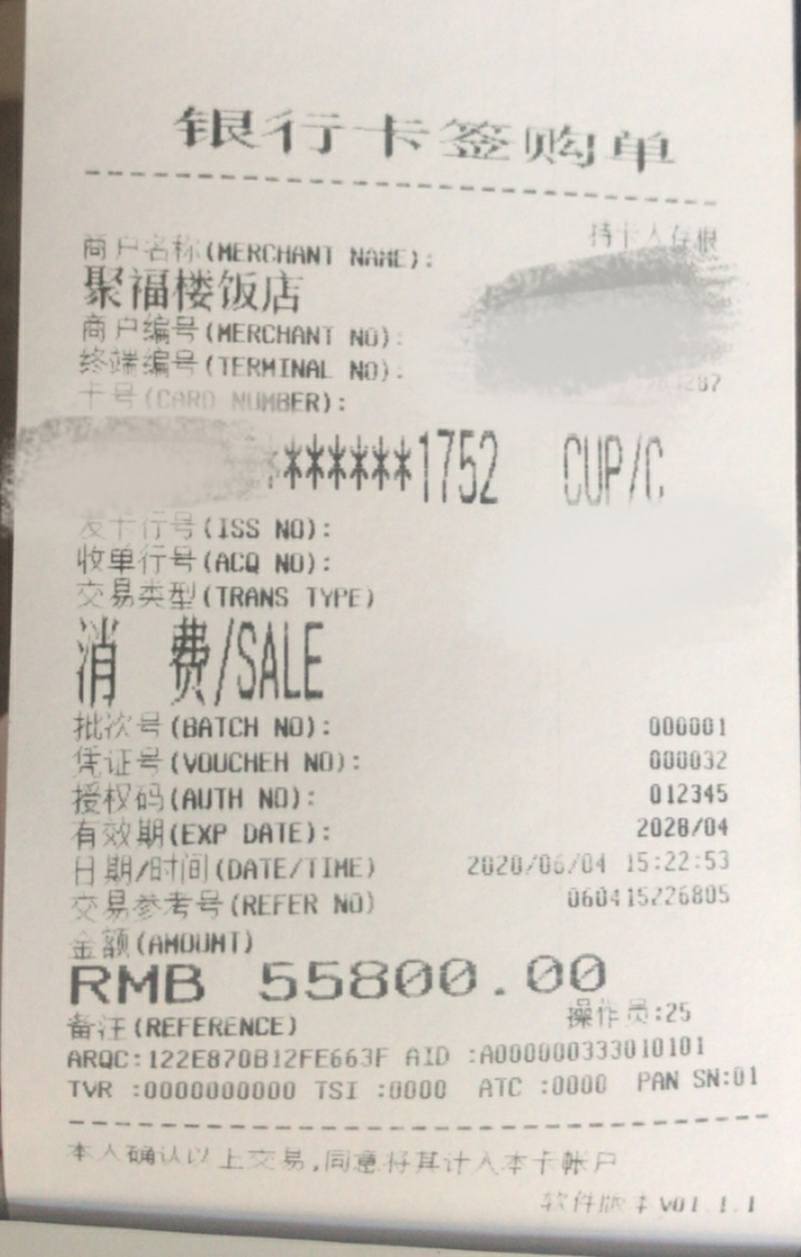 银行卡签购单
持卡人存根
商户名称(MERCHANT NAME):
聚福楼饭店
商户编号(MERCHANT NO):
终端编号(TERMINAL NO):
卡号(CARD NUMBER):
******1752 CUP/C
发卡行号(ISS NO):
收单行号(ACQ NO):
交易类型(TRANS TYPE)
消 费/SALE
批次号(BATCH NO): 000001
凭证号(VOUCHEH NO): 000032
授权码(AUTH NO): 012345
有效期(EXP DATE): 2028/04
日期/时间(DATE/TIME) 2020/06/04 15:22:53
交易参考号(REFER NO) 060415226805
金额(AMOUNT)
RMB 55800.00
备注(REFERENCE) 操作员:25
ARQC:122E870B12FE663F AID :A000000333010101
TVR :0000000000 TSI :0000 ATC :0000 PAN SN:01
本人确认以上交易,同意将其计入本卡帐户
软件版本 V01.1.1